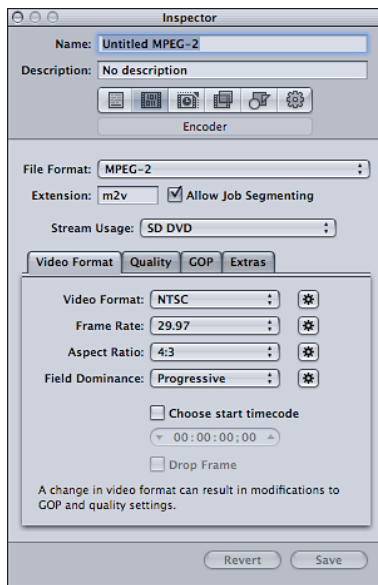 Inspector
Name: Untitled MPEG-2
Description: No description
Encoder
File Format: MPEG-2
Extension: m2v Allow Job Segmenting
Stream Usage: SD DVD
Video Format Quality GOP Extras
Video Format: NTSC
Frame Rate: 29.97
Aspect Ratio: 4:3
Field Dominance: Progressive
Choose start timecode
00:00:00;00
Drop Frame
A change in video format can result in modifications to
GOP and quality settings.
Revert Save